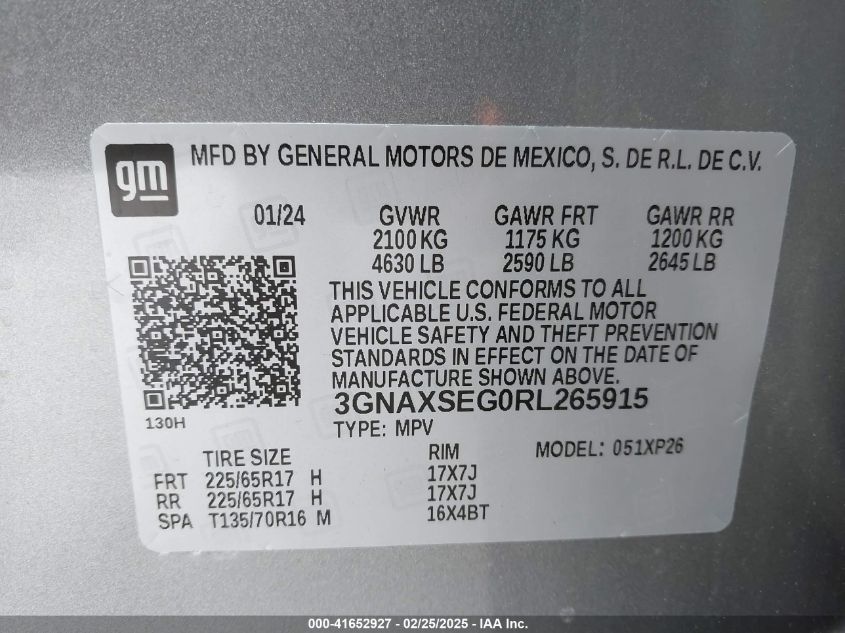 gm
MFD BY GENERAL MOTORS DE MEXICO, S. DE R.L. DE C.V.
01/24 GVWR GAWR FRT GAWR RR
2100 KG 1175 KG 1200 KG
4630 LB 2590 LB 2645 LB
THIS VEHICLE CONFORMS TO ALL
APPLICABLE U.S. FEDERAL MOTOR
VEHICLE SAFETY AND THEFT PREVENTION
STANDARDS IN EFFECT ON THE DATE OF
MANUFACTURE SHOWN ABOVE.
130H
3GNAXSEG0RL265915
TYPE: MPV
TIRE SIZE RIM MODEL: 051XP26
FRT 225/65R17 H 17X7J
RR 225/65R17 H 17X7J
SPA T135/70R16 M 16X4BT
000-41652927 - 02/25/2025 - IAA Inc.